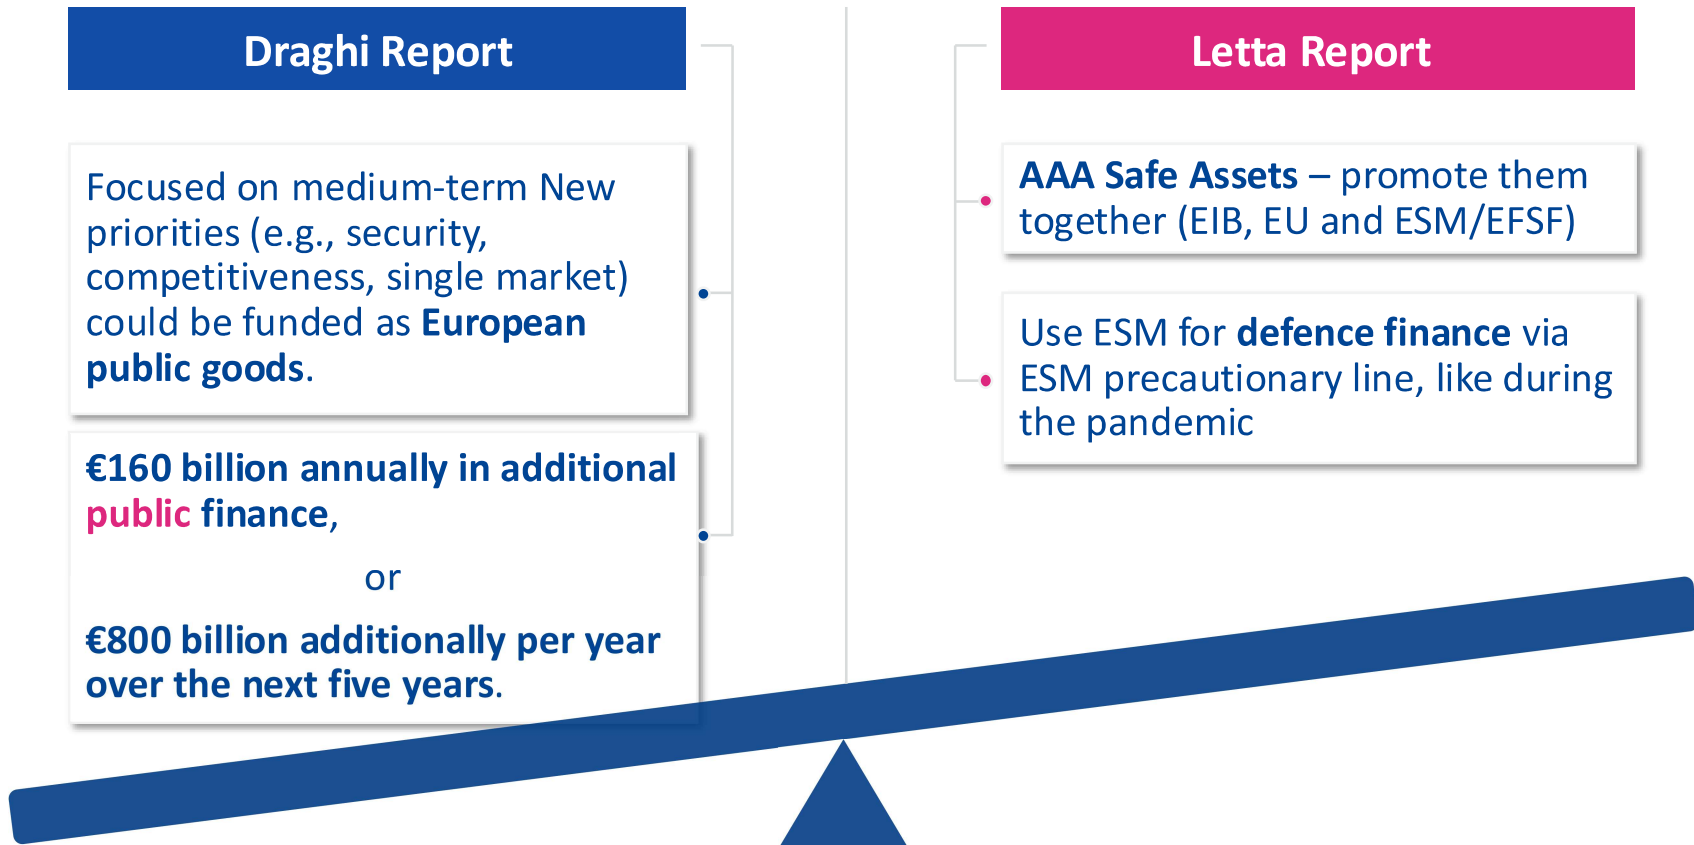 Draghi Report
Focused on medium-term New
priorities (e.g., security,
competitiveness, single market)
could be funded as European
public goods.
€160 billion annually in additional
public finance,
or
€800 billion additionally per year
over the next five years.
Letta Report
AAA Safe Assets – promote them
together (EIB, EU and ESM/EFSF)
Use ESM for defence finance via
ESM precautionary line, like during
the pandemic